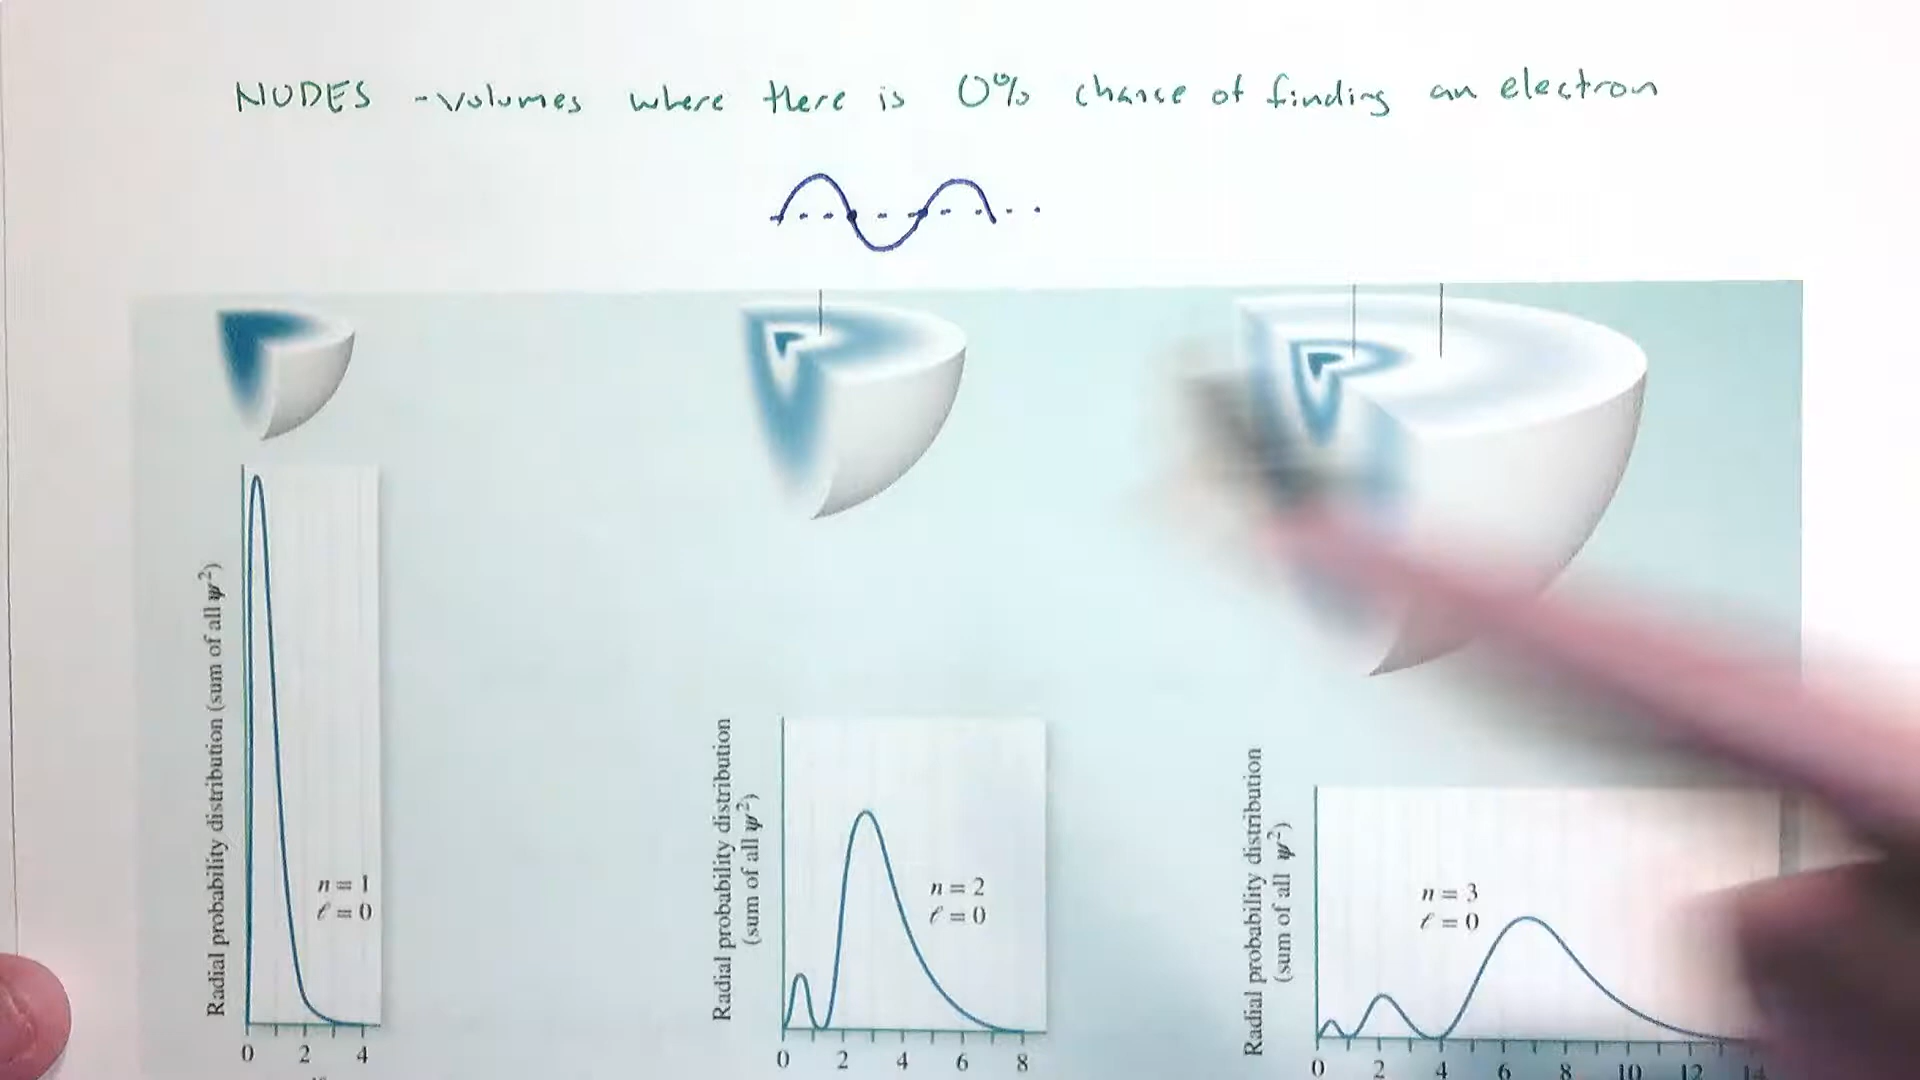 NODES - volumes where there is 0% chance of finding an electron
Radial probability distribution (sum of all ψ²)
n = 1
ℓ = 0
0 2 4
Radial probability distribution
(sum of all ψ²)
n = 2
ℓ = 0
0 2 4 6 8
Radial probability distribution
(sum of all ψ²)
n = 3
ℓ = 0
0 2 4 6 8 10 12 14